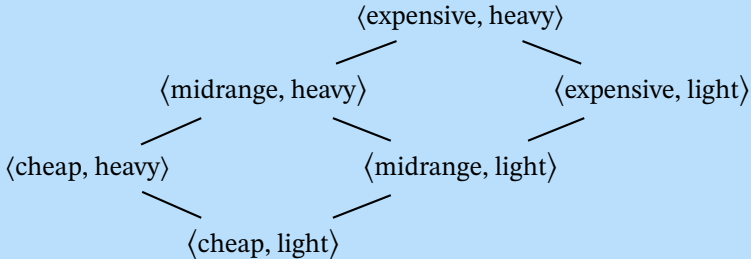 ⟨expensive, heavy⟩
⟨midrange, heavy⟩ ⟨expensive, light⟩
⟨cheap, heavy⟩ ⟨midrange, light⟩
⟨cheap, light⟩